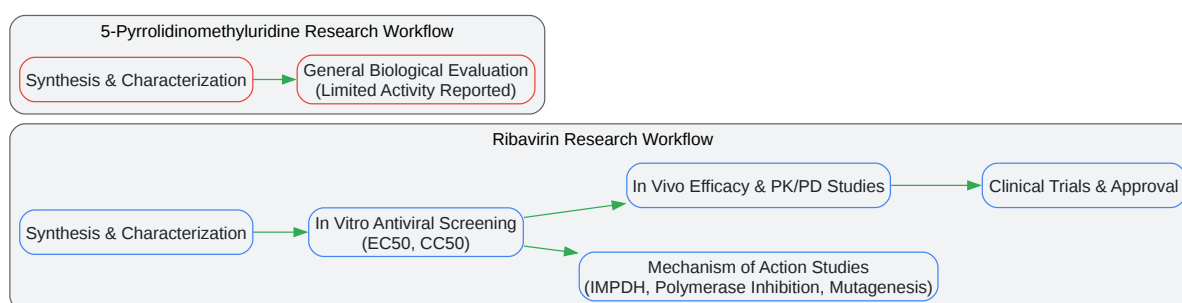 5-Pyrrolidinomethyluridine Research Workflow
Synthesis & Characterization
General Biological Evaluation
(Limited Activity Reported)
Ribavirin Research Workflow
Synthesis & Characterization
In Vitro Antiviral Screening
(EC50, CC50)
In Vivo Efficacy & PK/PD Studies
Clinical Trials & Approval
Mechanism of Action Studies
(IMPDH, Polymerase Inhibition, Mutagenesis)